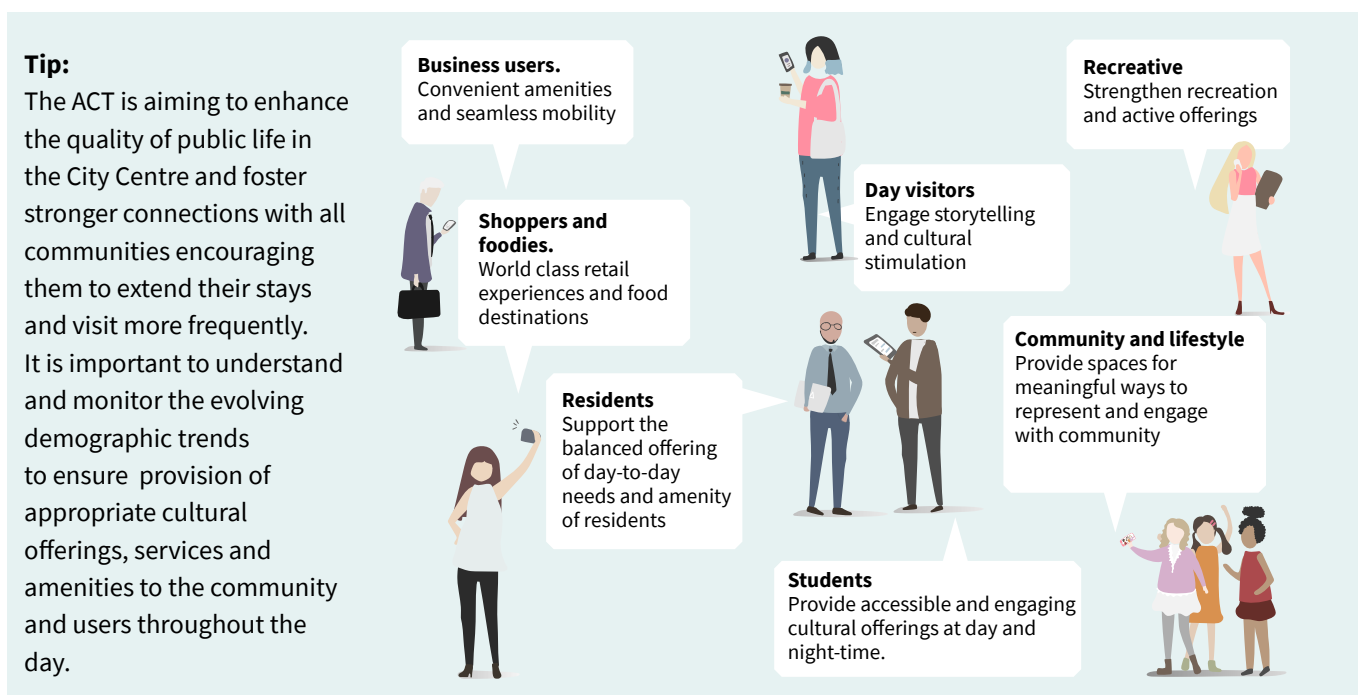 Tip:
The ACT is aiming to enhance
the quality of public life in
the City Centre and foster
stronger connections with all
communities encouraging
them to extend their stays
and visit more frequently.
It is important to understand
and monitor the evolving
demographic trends
to ensure  provision of
appropriate cultural
offerings, services and
amenities to the community
and users throughout the
day.
Business users.
Convenient amenities
and seamless mobility
Shoppers and
foodies.
World class retail
experiences and food
destinations
Residents
Support the
balanced offering
of day-to-day
needs and amenity
of residents
Day visitors
Engage storytelling
and cultural
stimulation
Recreative
Strengthen recreation
and active offerings
Community and lifestyle
Provide spaces for
meaningful ways to
represent and engage
with community
Students
Provide accessible and engaging
cultural offerings at day and
night-time.